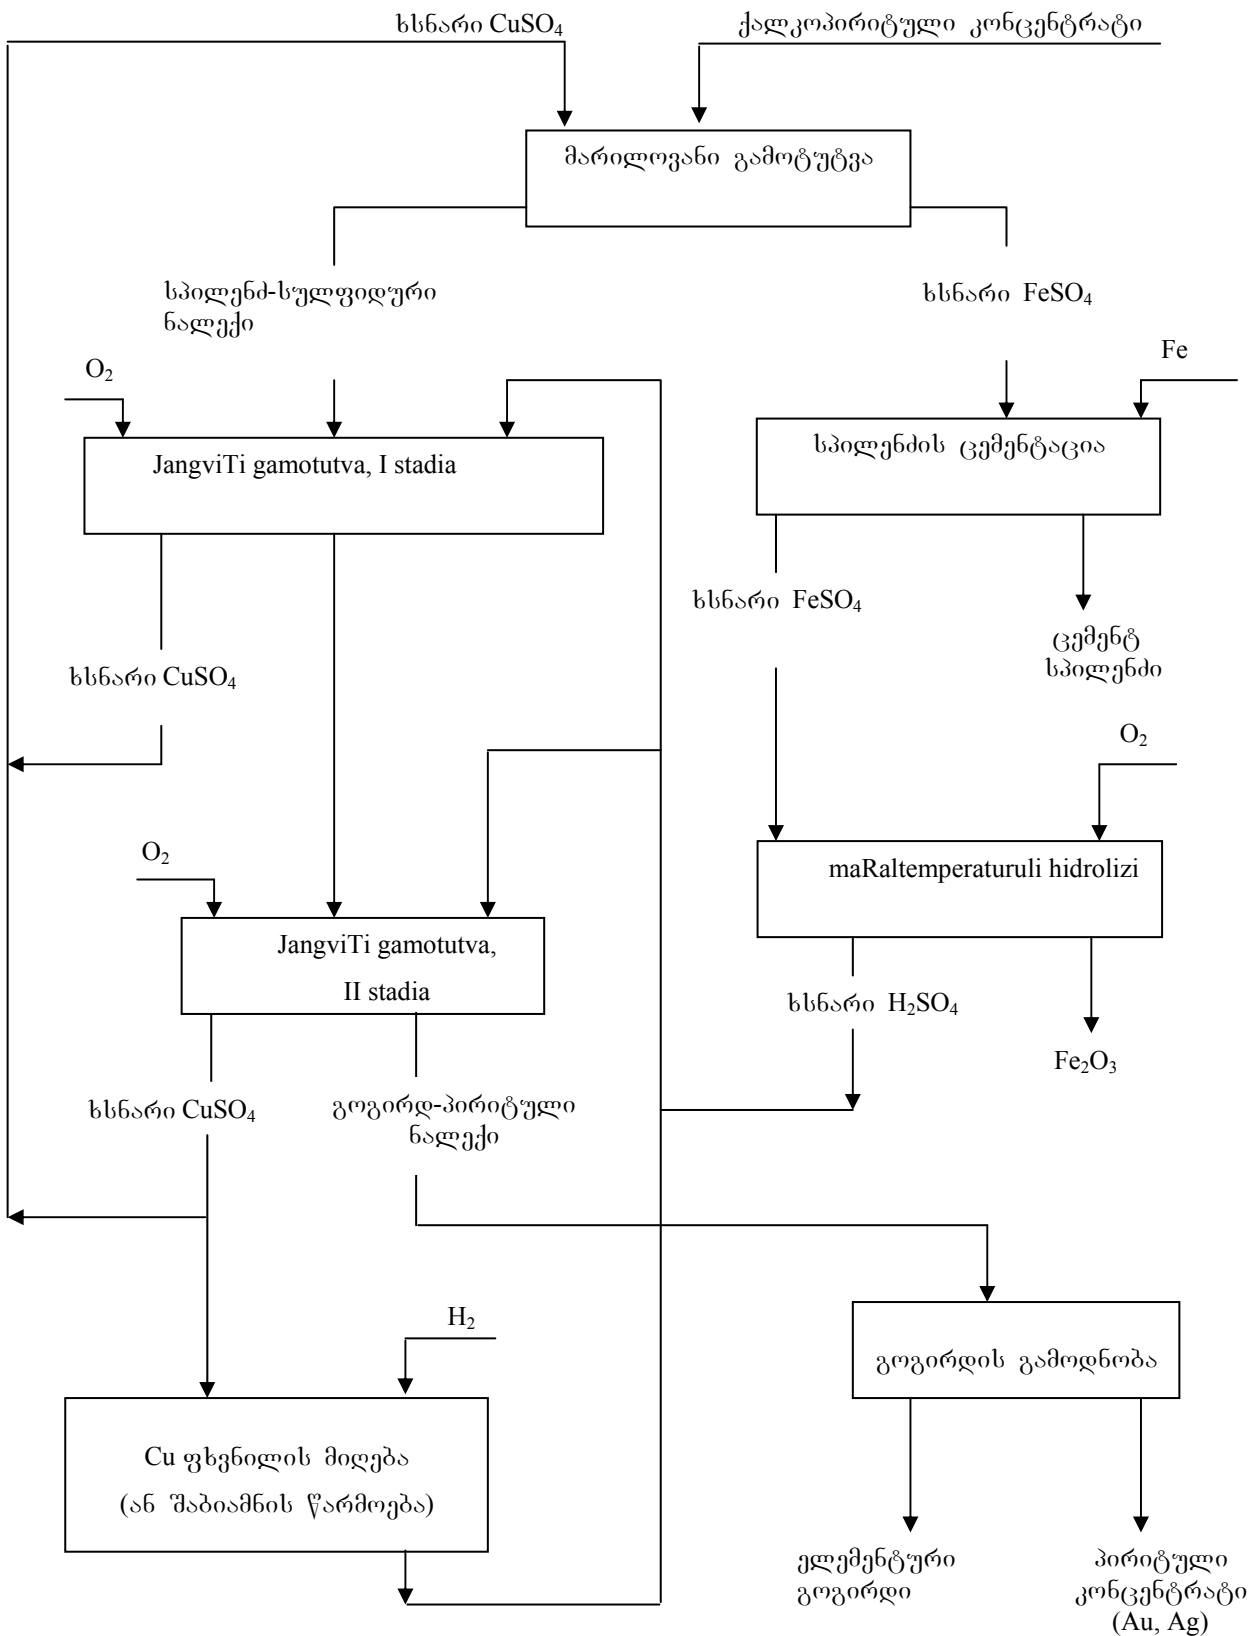 ხსნარი CuSO₄
ქალკოპირიტული კონცენტრატი
მარილოვანი გამოტუტვა
სპილენძ-სულფიდური
ნალექი
ხსნარი FeSO₄
O₂
Fe
JangviTi gamotutva, I stadia
სპილენძის ცემენტაცია
ხსნარი FeSO₄
ცემენტ
სპილენძი
ხსნარი CuSO₄
O₂
O₂
maRaltemperaturuli hidrolizi
JangviTi gamotutva,
II stadia
ხსნარი H₂SO₄
Fe₂O₃
ხსნარი CuSO₄
გოგირდ-პირიტული
ნალექი
H₂
გოგირდის გამოდნობა
Cu ფხვნილის მიღება
(ან შაბიამნის წარმოება)
ელემენტური
გოგირდი
პირიტული
კონცენტრატი
(Au, Ag)